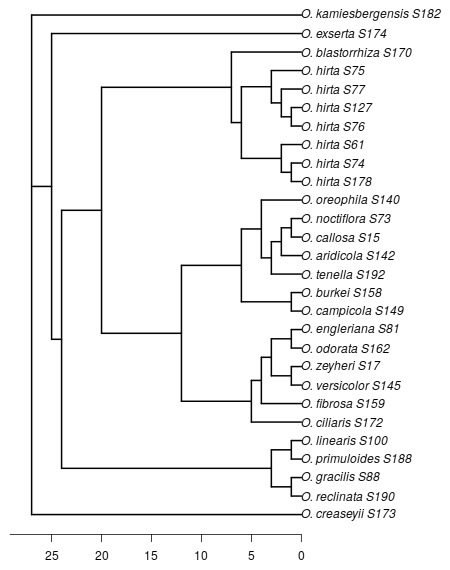 O. kamiesbergensis S182
O. exserta S174
O. blastorrhiza S170
O. hirta S75
O. hirta S77
O. hirta S127
O. hirta S76
O. hirta S61
O. hirta S74
O. hirta S178
O. oreophila S140
O. noctiflora S73
O. callosa S15
O. aridicola S142
O. tenella S192
O. burkei S158
O. campicola S149
O. engleriana S81
O. odorata S162
O. zeyheri S17
O. versicolor S145
O. fibrosa S159
O. ciliaris S172
O. linearis S100
O. primuloides S188
O. gracilis S88
O. reclinata S190
O. creaseyii S173
25 20 15 10 5 0